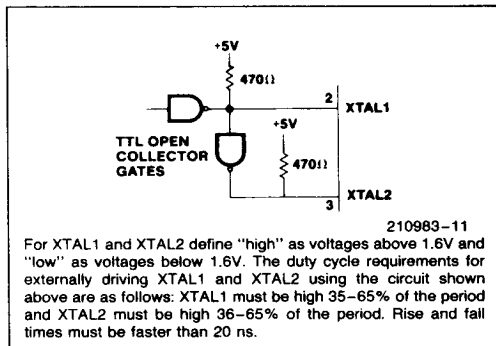 +5V
470Ω
2
XTAL1
TTL OPEN
COLLECTOR
GATES
+5V
470Ω
XTAL2
3
210983-11
For XTAL1 and XTAL2 define "high" as voltages above 1.6V and
"low" as voltages below 1.6V. The duty cycle requirements for
externally driving XTAL1 and XTAL2 using the circuit shown
above are as follows: XTAL1 must be high 35–65% of the period
and XTAL2 must be high 36–65% of the period. Rise and fall
times must be faster than 20 ns.